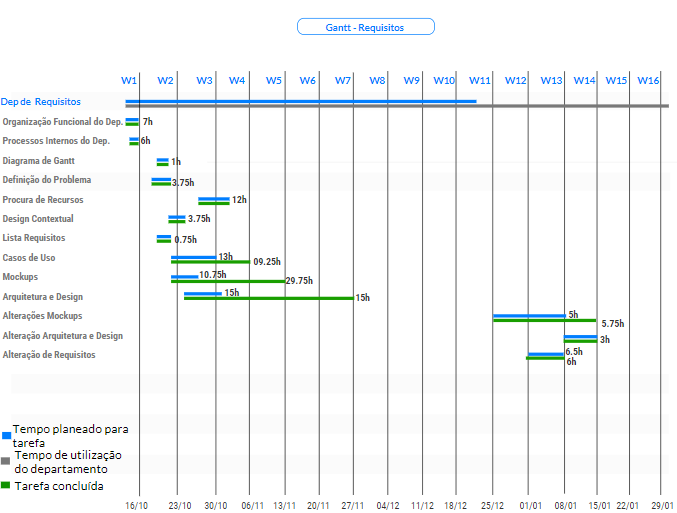 Gantt - Requisitos
W1 W2 W3 W4 W5 W6 W7 W8 W9 W10 W11 W12 W13 W14 W15 W16
Dep de Requisitos
Organização Funcional do Dep. 7h
Processos Internos do Dep. 6h
Diagrama de Gantt 1h
Definição do Problema 3.75h
Procura de Recursos 12h
Design Contextual 3.75h
Lista Requisitos 0.75h
Casos de Uso 13h
09.25h
Mockups 10.75h
29.75h
Arquitetura e Design 15h
15h
Alterações Mockups 5h
5.75h
Alteração Arquitetura e Design 3h
Alteração de Requisitos 6.5h
6h
Tempo planeado para
tarefa
Tempo de utilização
do departamento
Tarefa concluída
16/10 23/10 30/10 06/11 13/11 20/11 27/11 04/12 11/12 18/12 25/12 01/01 08/01 15/01 22/01 29/01